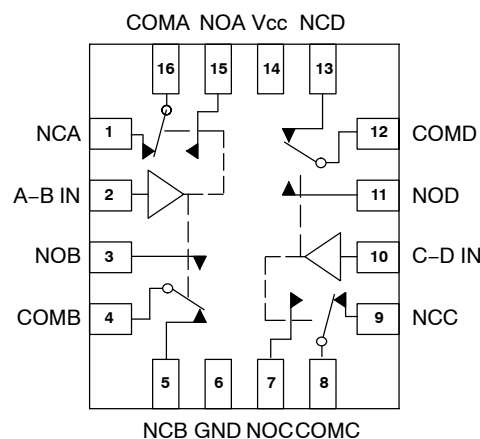 COMA NOA Vcc NCD
16 15 14 13
NCA 1 12 COMD
A−B IN 2 11 NOD
NOB 3 10 C−D IN
COMB 4 9 NCC
5 6 7 8
NCB GND NOC COMC